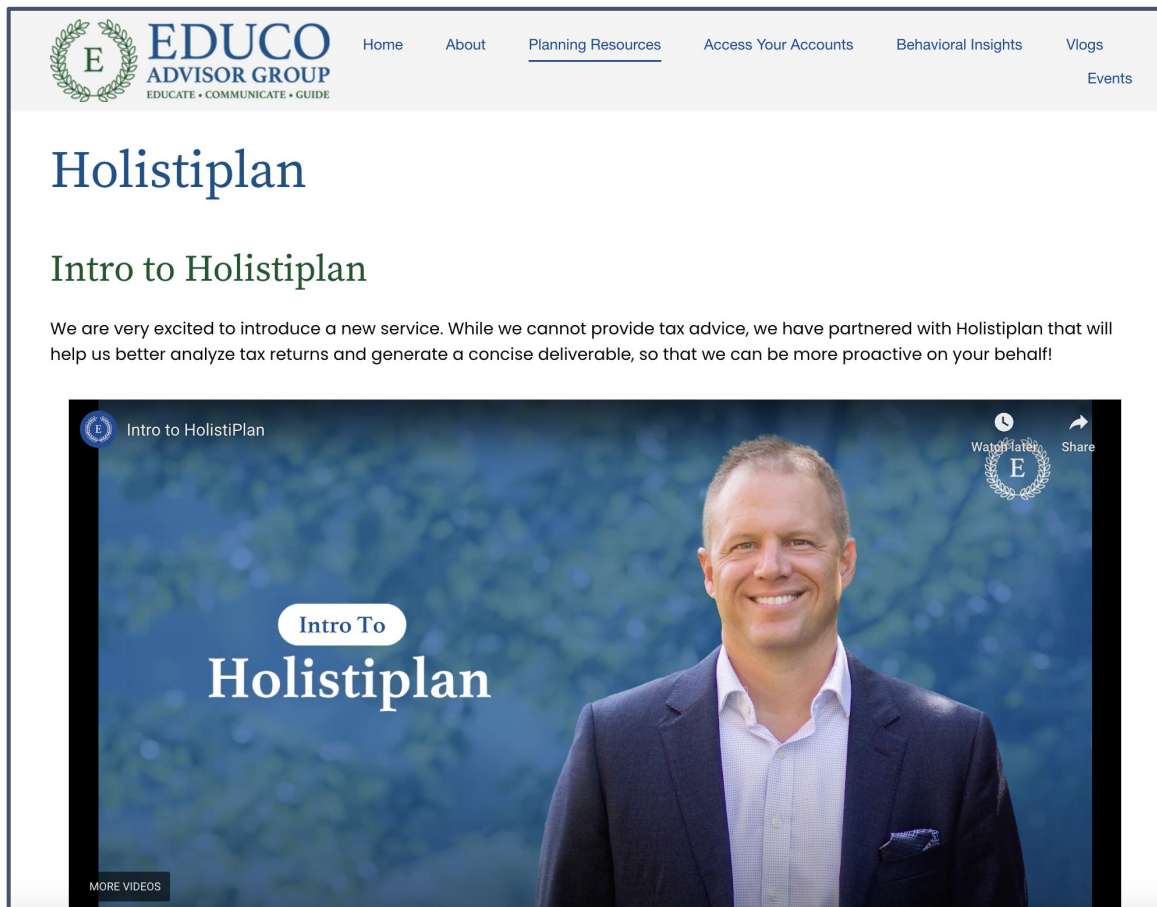 E
EDUCO
ADVISOR GROUP
EDUCATE • COMMUNICATE • GUIDE
Home About Planning Resources Access Your Accounts Behavioral Insights Vlogs
Events
Holistiplan
Intro to Holistiplan
We are very excited to introduce a new service. While we cannot provide tax advice, we have partnered with Holistiplan that will
help us better analyze tax returns and generate a concise deliverable, so that we can be more proactive on your behalf!
E
Intro to HolistiPlan
Watch later
Share
E
Intro To
Holistiplan
MORE VIDEOS